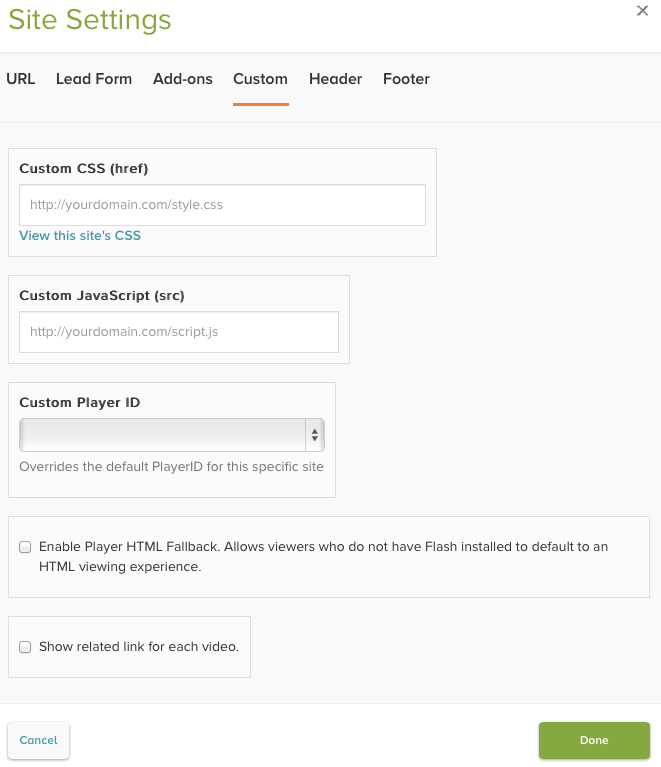 Site Settings
URL Lead Form Add-ons Custom Header Footer
Custom CSS (href)
http://yourdomain.com/style.css
View this site's CSS
Custom JavaScript (src)
http://yourdomain.com/script.js
Custom Player ID
Overrides the default PlayerID for this specific site
Enable Player HTML Fallback. Allows viewers who do not have Flash installed to default to an
HTML viewing experience.
Show related link for each video.
Cancel Done